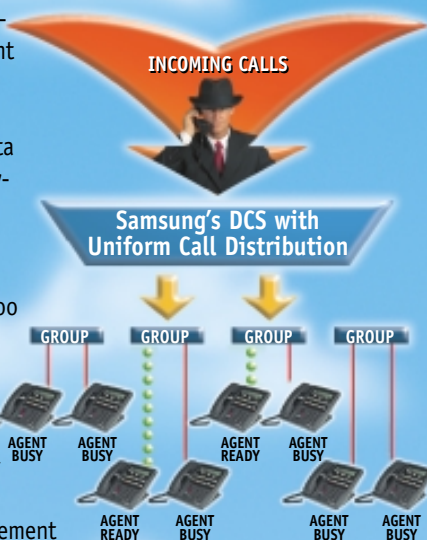 INCOMING CALLS
Samsung's DCS with
Uniform Call Distribution
GROUP GROUP GROUP GROUP
AGENT BUSY
AGENT BUSY
AGENT READY
AGENT BUSY
AGENT READY
AGENT BUSY
AGENT BUSY
AGENT BUSY
ement